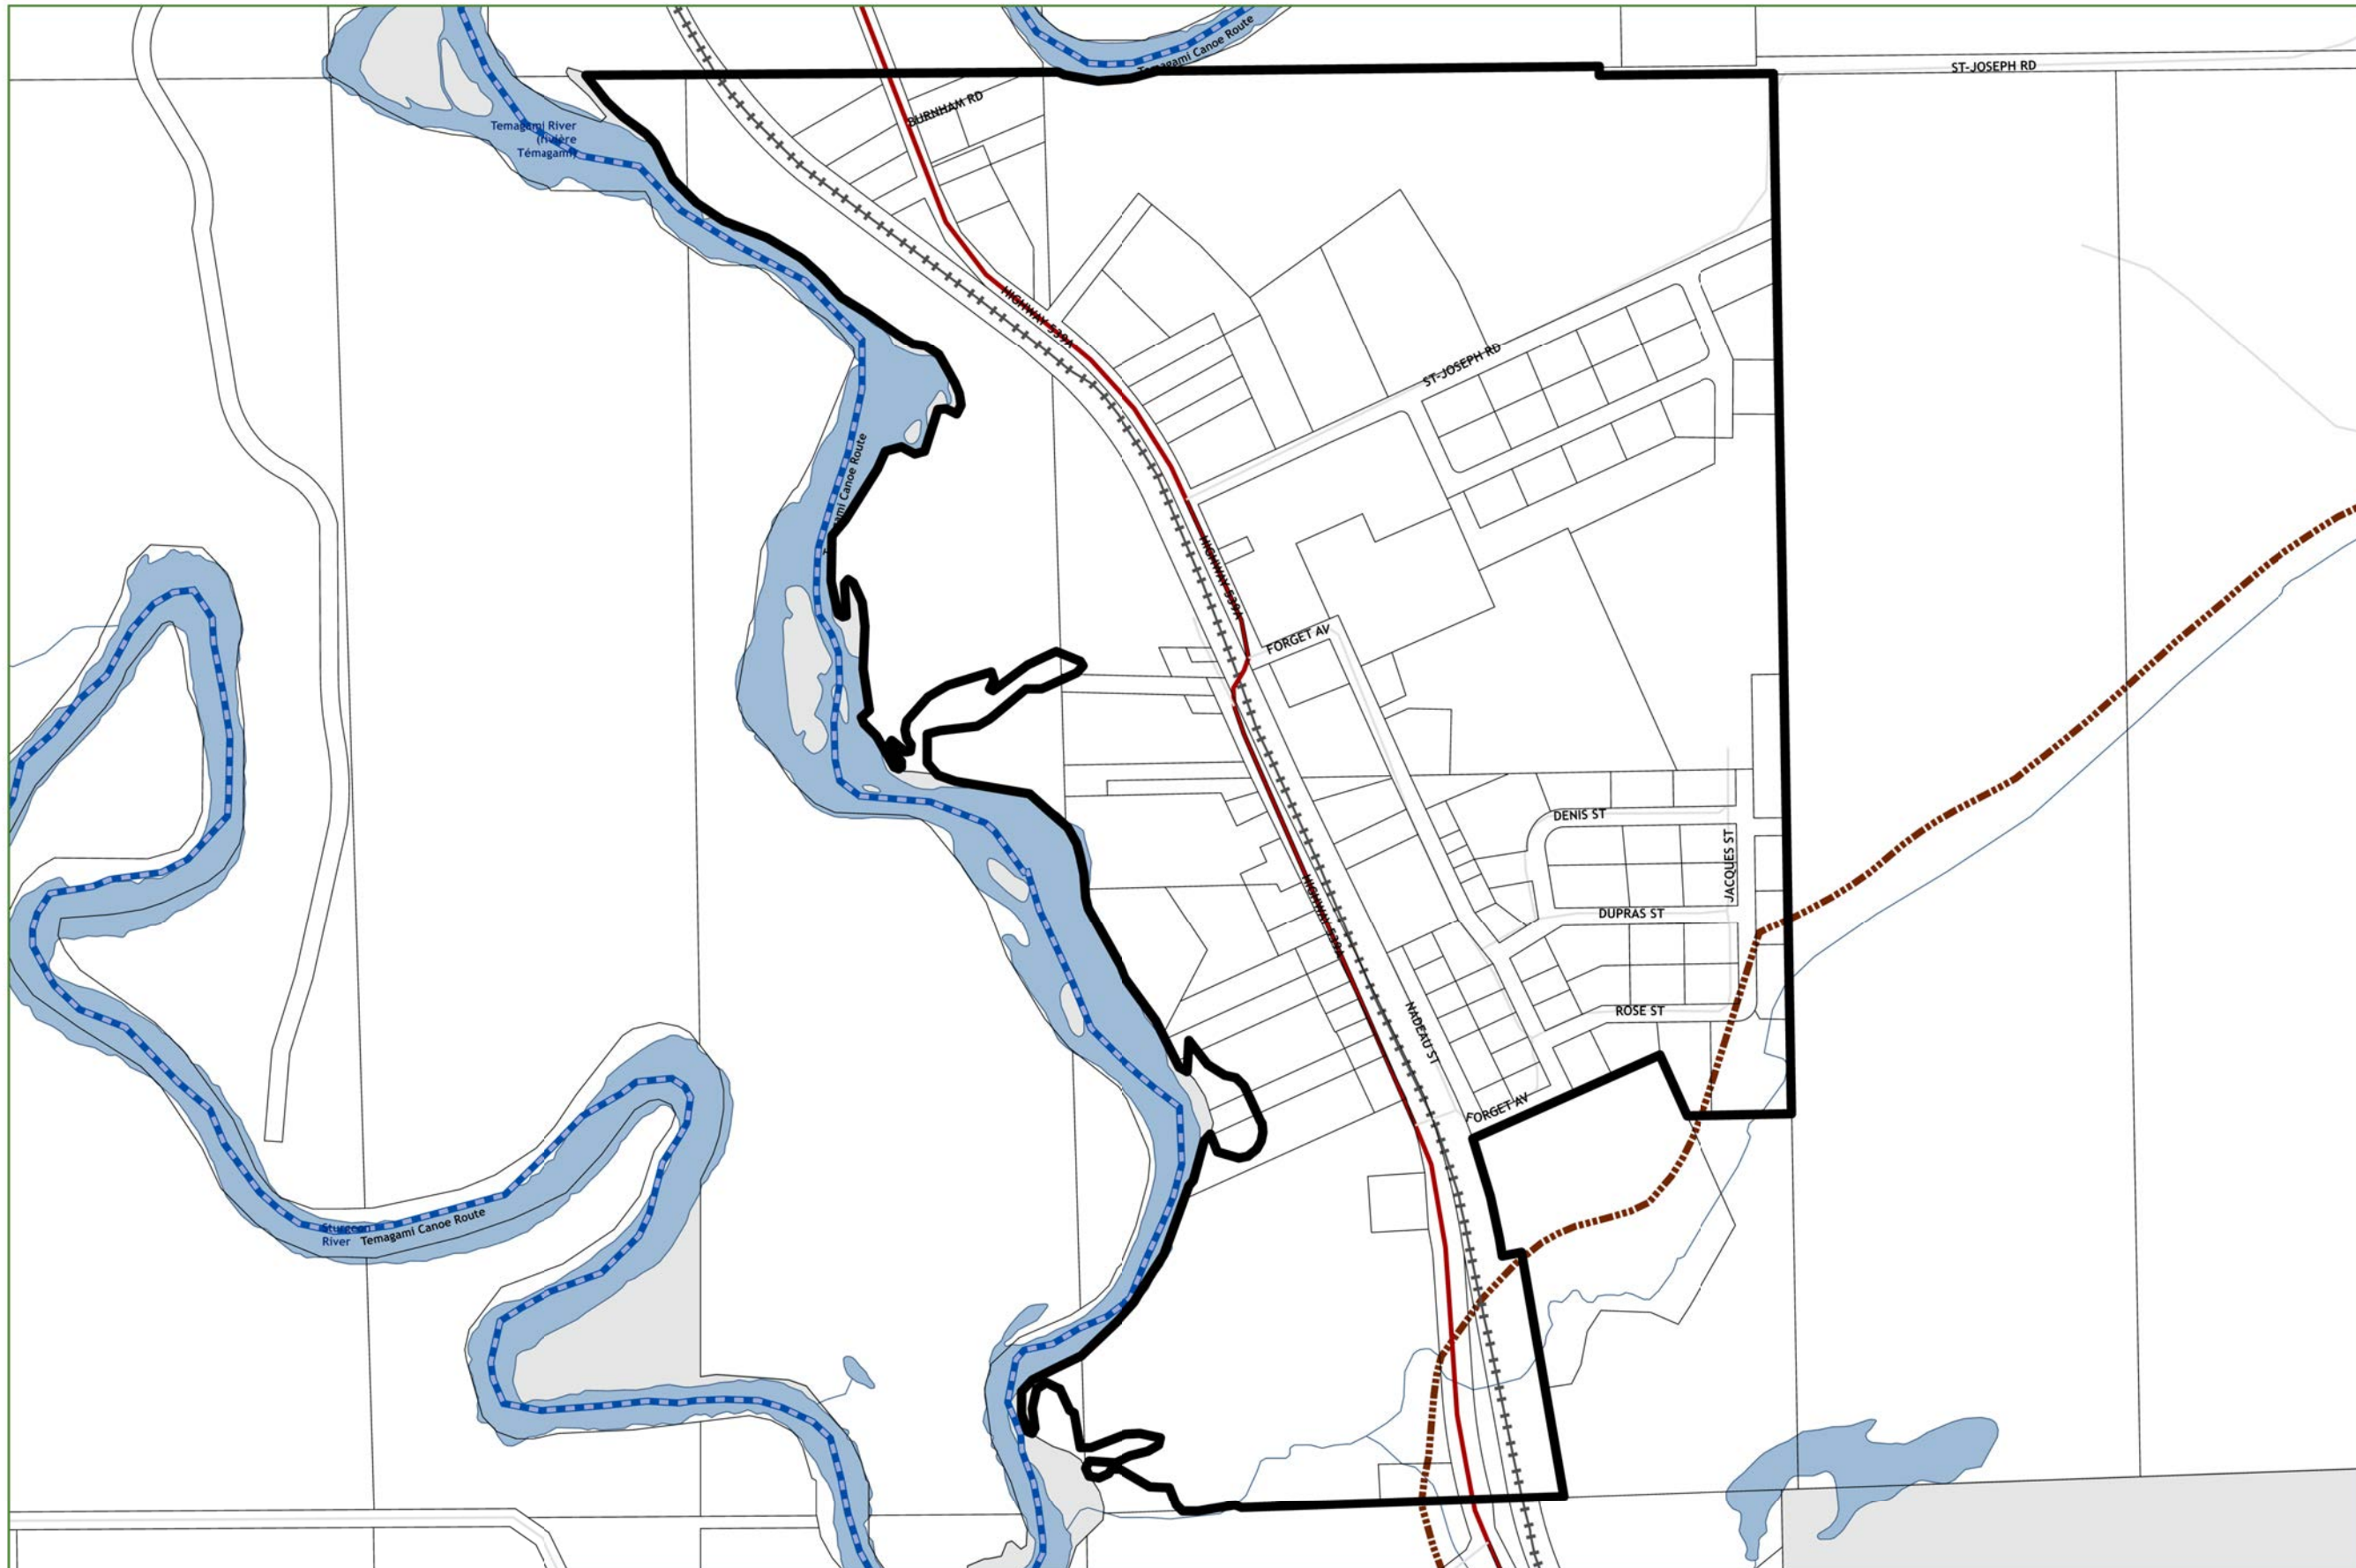 Temagami Canoe Route
ST-JOSEPH RD
BURNHAM RD
Temagami River
(rivière
Témagami)
HIGHWAY 539A
ST-JOSEPH RD
ami Canoe Route
HIGHWAY 539A
FORGET AV
DENIS ST
JACQUES ST
HIGHWAY 539A
DUPRAS ST
NADEAU ST
ROSE ST
FORGET AV
Sturgeon
River
Temagami Canoe Route